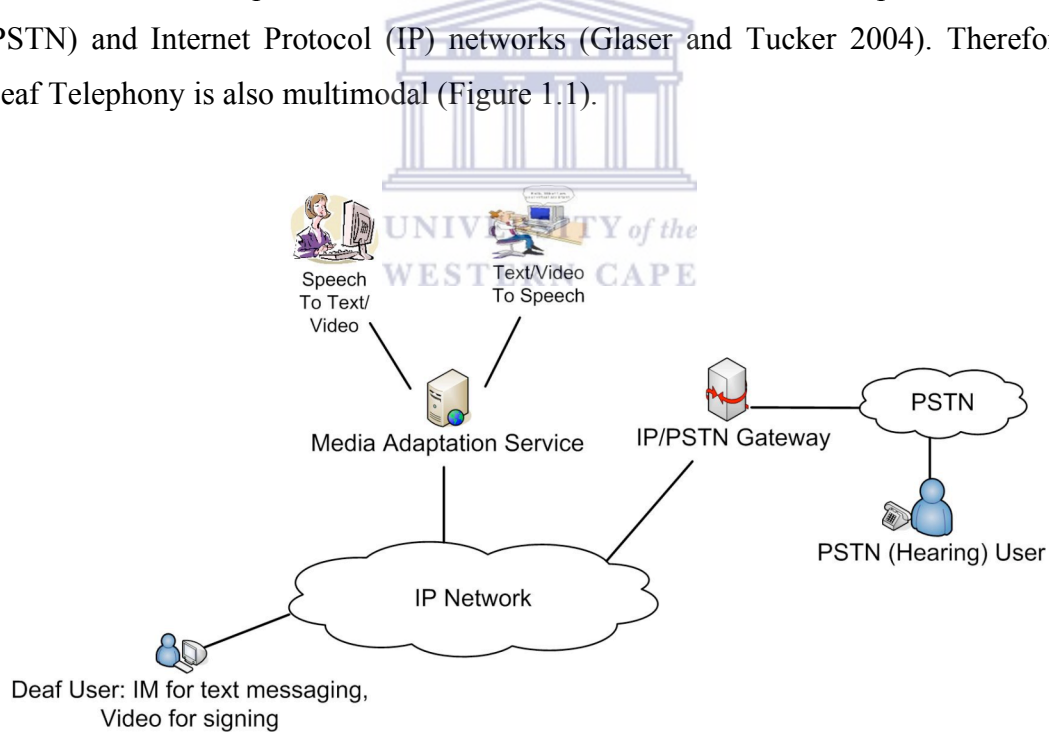 PSTN) and Internet Protocol (IP) networks (Glaser and Tucker 2004).
eaf Telephony is also multimodal (Figure 1.1).
UNIVERSITY of the
WESTERN CAPE
Speech
To Text/
Video
Text/Video
To Speech
Media Adaptation Service
IP/PSTN Gateway
PSTN
PSTN (Hearing) User
IP Network
Deaf User: IM for text messaging,
Video for signing